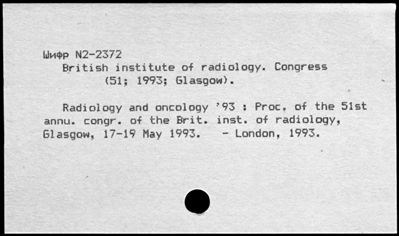 Шифр N2-2372
British institute of radiology. Congress
(51; 1993; Glasgow).
Radiology and oncology '93 : Proc. of the 51st
annu. congr. of the Brit. inst. of radiology,
Glasgow, 17-19 May 1993. - London, 1993.